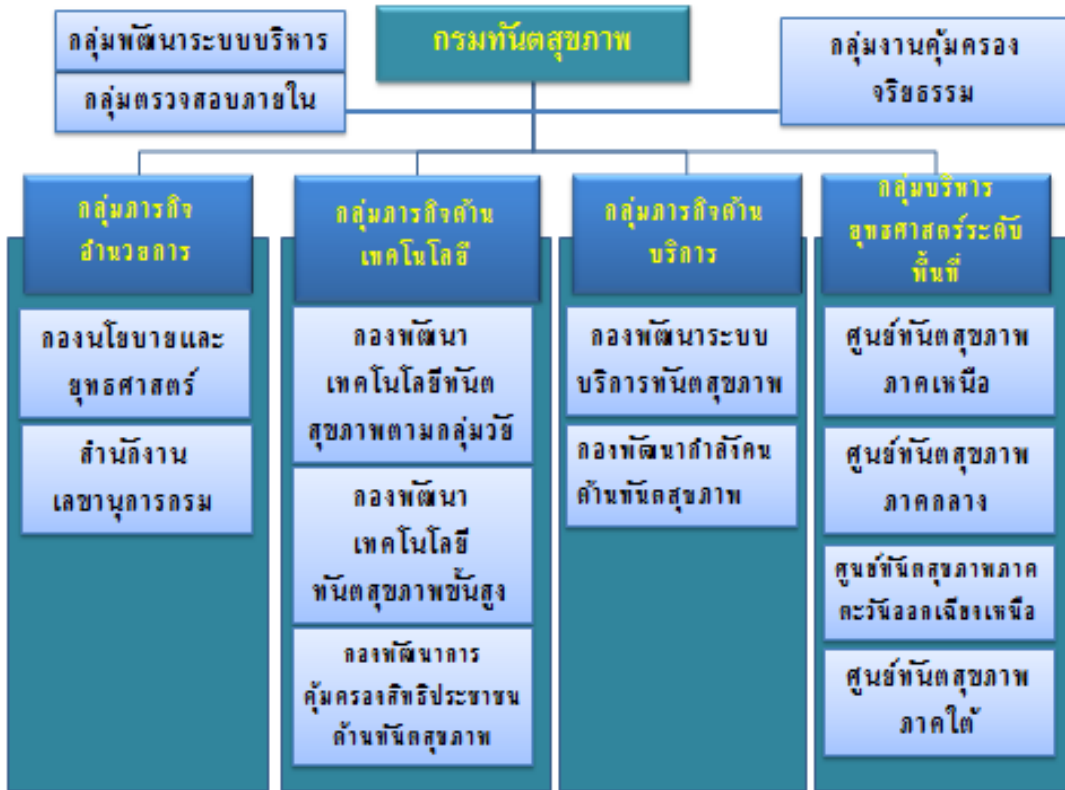 กลุ่มพัฒนาระบบบริหาร
กลุ่มตรวจสอบภายใน
กรมทันตสุขภาพ
กลุ่มงานคุ้มครอง
จริยธรรม
กลุ่มภารกิจ
อำนวยการ
กองนโยบายและ
ยุทธศาสตร์
สำนักงาน
เลขานุการกรม
กลุ่มภารกิจด้าน
เทคโนโลยี
กองพัฒนา
เทคโนโลยีทันต
สุขภาพตามกลุ่มวัย
กองพัฒนา
เทคโนโลยี
ทันตสุขภาพขั้นสูง
กองพัฒนาการ
คุ้มครองสิทธิประชาชน
ด้านทันตสุขภาพ
กลุ่มภารกิจด้าน
บริการ
กองพัฒนาระบบ
บริการทันตสุขภาพ
กองพัฒนากำลังคน
ด้านทันตสุขภาพ
กลุ่มบริหาร
ยุทธศาสตร์ระดับ
พื้นที่
ศูนย์ทันตสุขภาพ
ภาคเหนือ
ศูนย์ทันตสุขภาพ
ภาคกลาง
ศูนย์ทันตสุขภาพภาค
ตะวันออกเฉียงเหนือ
ศูนย์ทันตสุขภาพ
ภาคใต้